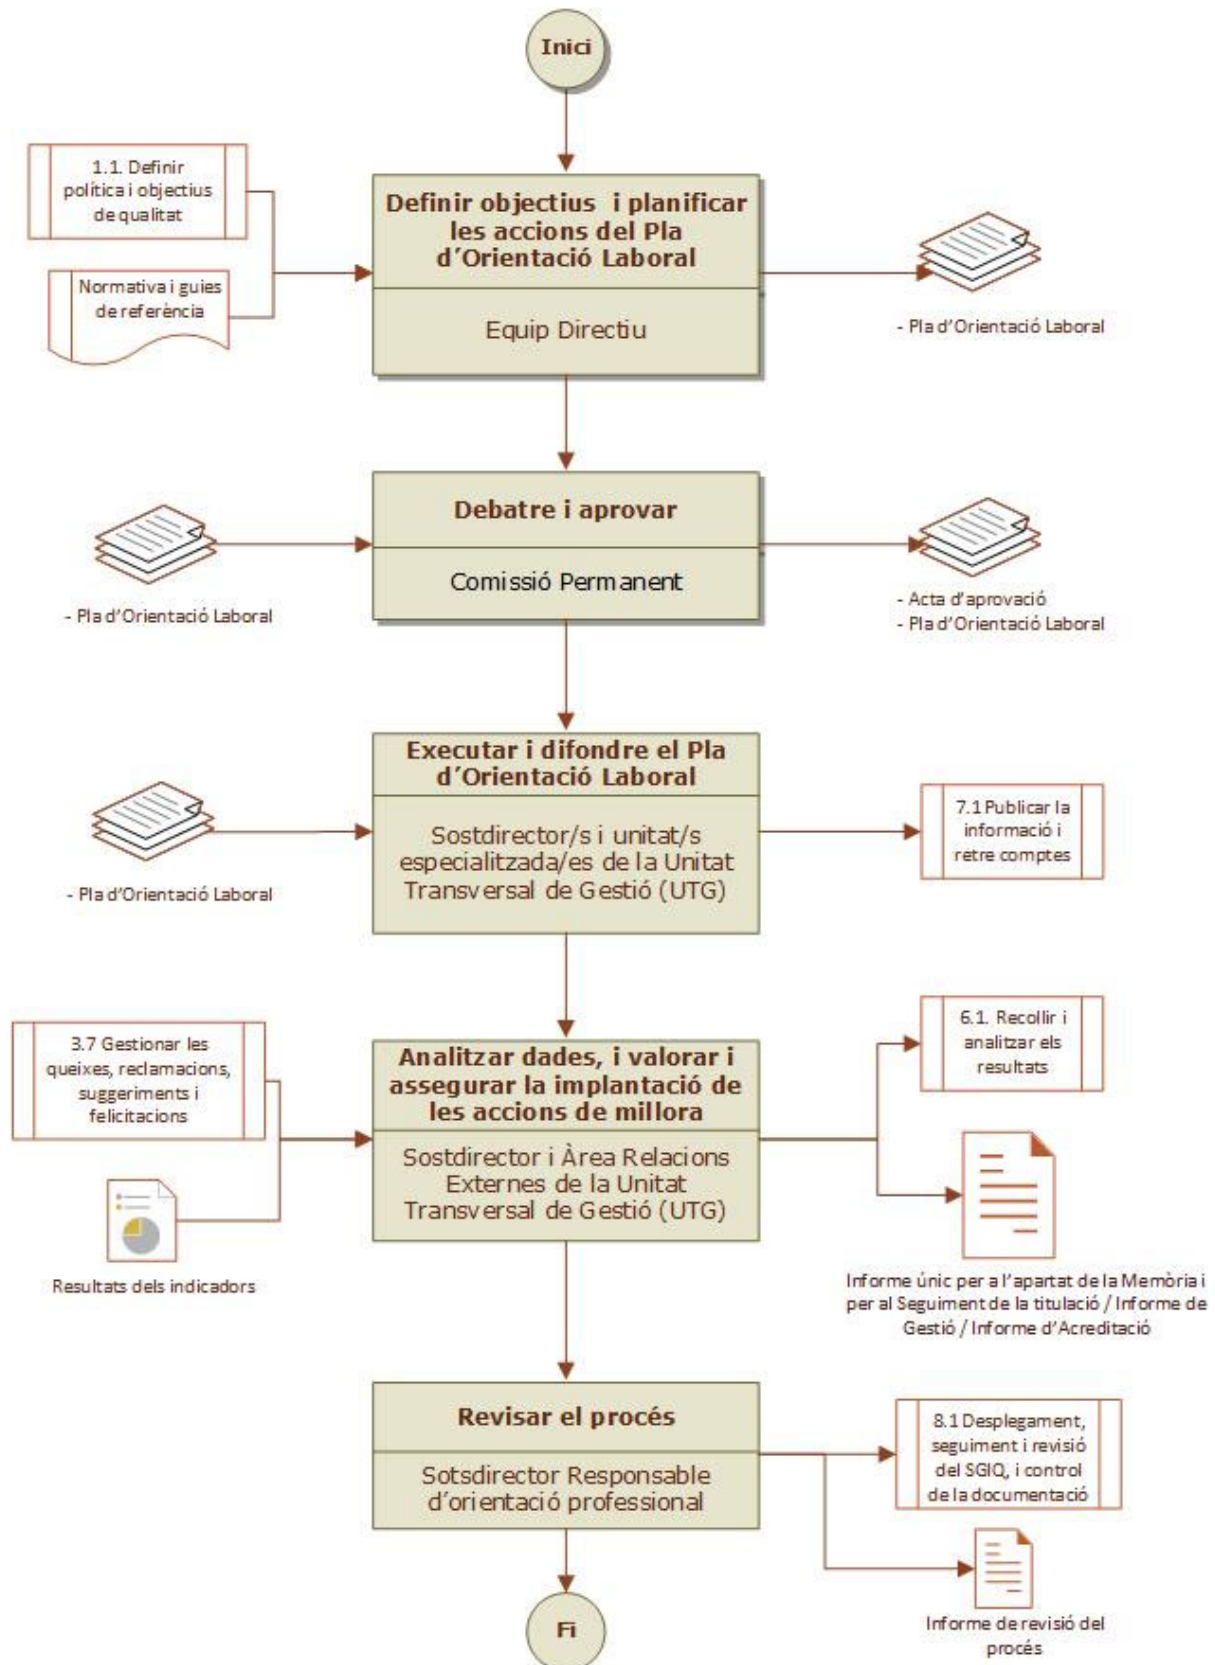 Inici
1.1. Definir
política i objectius
de qualitat
Normativa i guies
de referència
Definir objectius i planificar
les accions del Pla
d'Orientació Laboral
Equip Directiu
- Pla d'Orientació Laboral
- Pla d'Orientació Laboral
Debatre i aprovar
Comissió Permanent
- Acta d'aprovació
- Pla d'Orientació Laboral
- Pla d'Orientació Laboral
Executar i difondre el Pla
d'Orientació Laboral
Sostdirector/s i unitat/s
especialitzada/es de la Unitat
Transversal de Gestió (UTG)
7.1 Publicar la
informació i
retre comptes
3.7 Gestionar les
queixes, reclamacions,
suggeriments i
felicitacions
Resultats dels indicadors
Analitzar dades, i valorar i
assegurar la implantació de
les accions de millora
Sostdirector i Àrea Relacions
Externes de la Unitat
Transversal de Gestió (UTG)
6.1. Recollir i
analitzar els
resultats
Informe únic per a l'apartat de la Memòria i
per al Seguiment de la titulació / Informe de
Gestió / Informe d'Acreditació
Revisar el procés
Sotsdirector Responsable
d'orientació professional
8.1 Desplegament,
seguiment i revisió
del SGIQ, i control
de la documentació
Informe de revisió del
procés
Fi